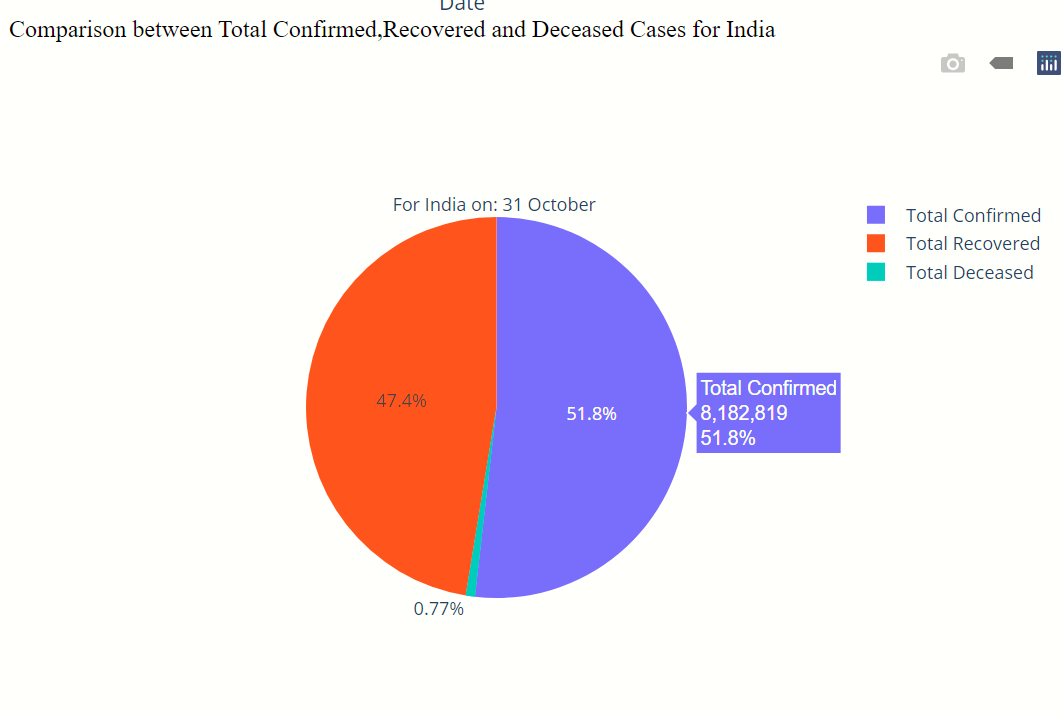 Date
Comparison between Total Confirmed,Recovered and Deceased Cases for India
For India on: 31 October
Total Confirmed
Total Recovered
Total Deceased
47.4%
51.8%
Total Confirmed
8,182,819
51.8%
0.77%